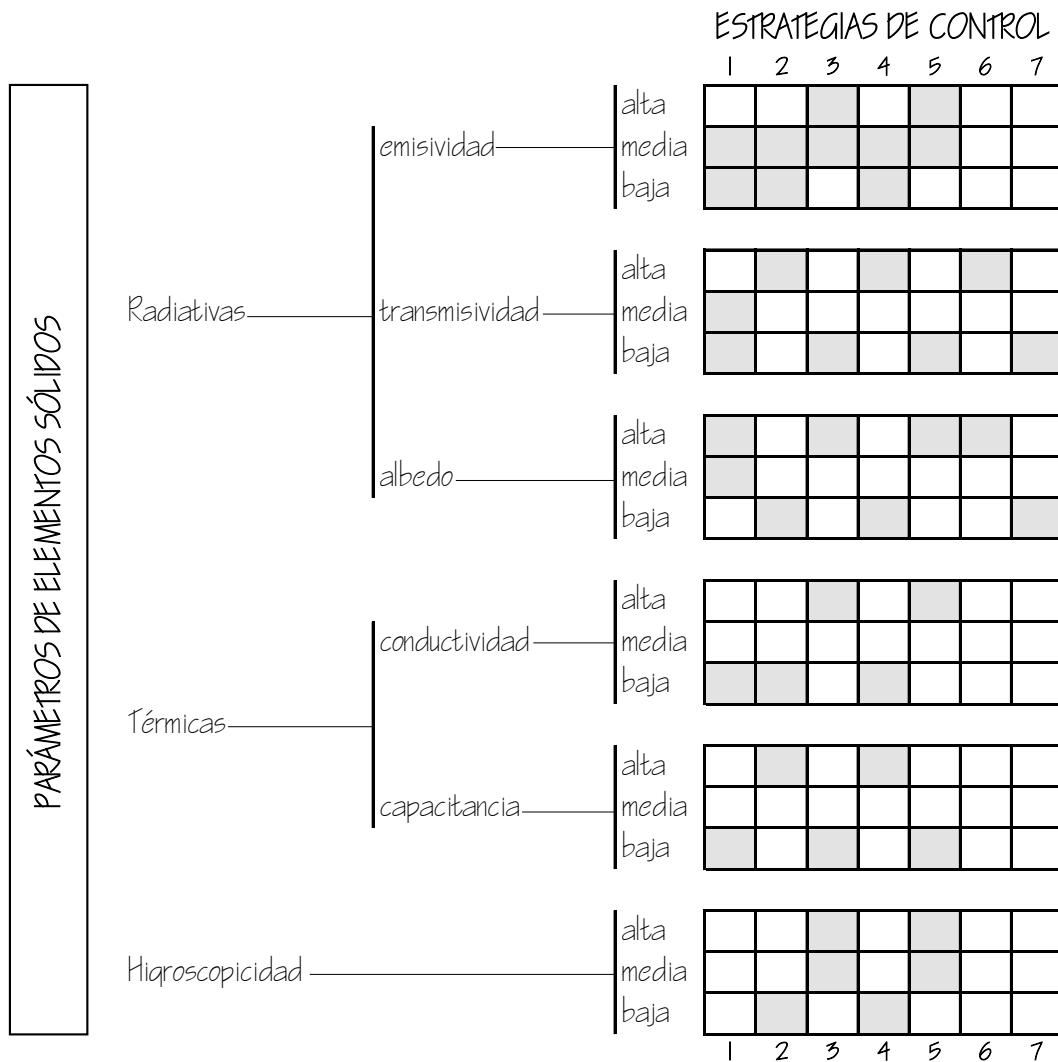 ESTRATEGIAS DE CONTROL
1 2 3 4 5 6 7
PARÁMETROS DE ELEMENTOS SÓLIDOS
Radiativas
emisividad
alta
media
baja
transmisividad
alta
media
baja
albedo
alta
media
baja
Térmicas
conductividad
alta
media
baja
capacitancia
alta
media
baja
Higroscopicidad
alta
media
baja
1 2 3 4 5 6 7